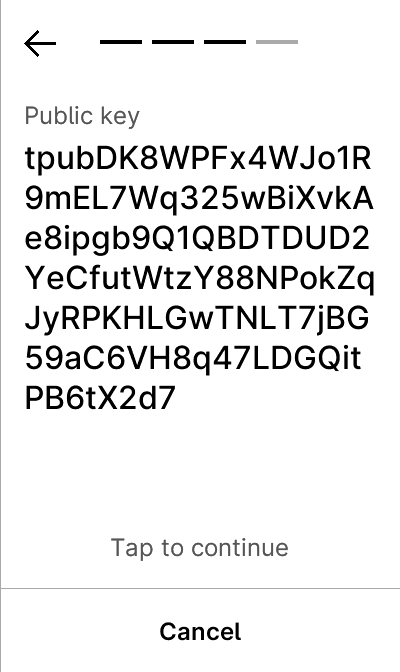 Public key
tpubDK8WPFx4WJo1R
9mEL7Wq325wBiXvkA
e8ipgb9Q1QBDTDUD2
YeCfutWtzY88NPokZq
JyRPKHLGwTNLT7jBG
59aC6VH8q47LDGQit
PB6tX2d7
Tap to continue
Cancel